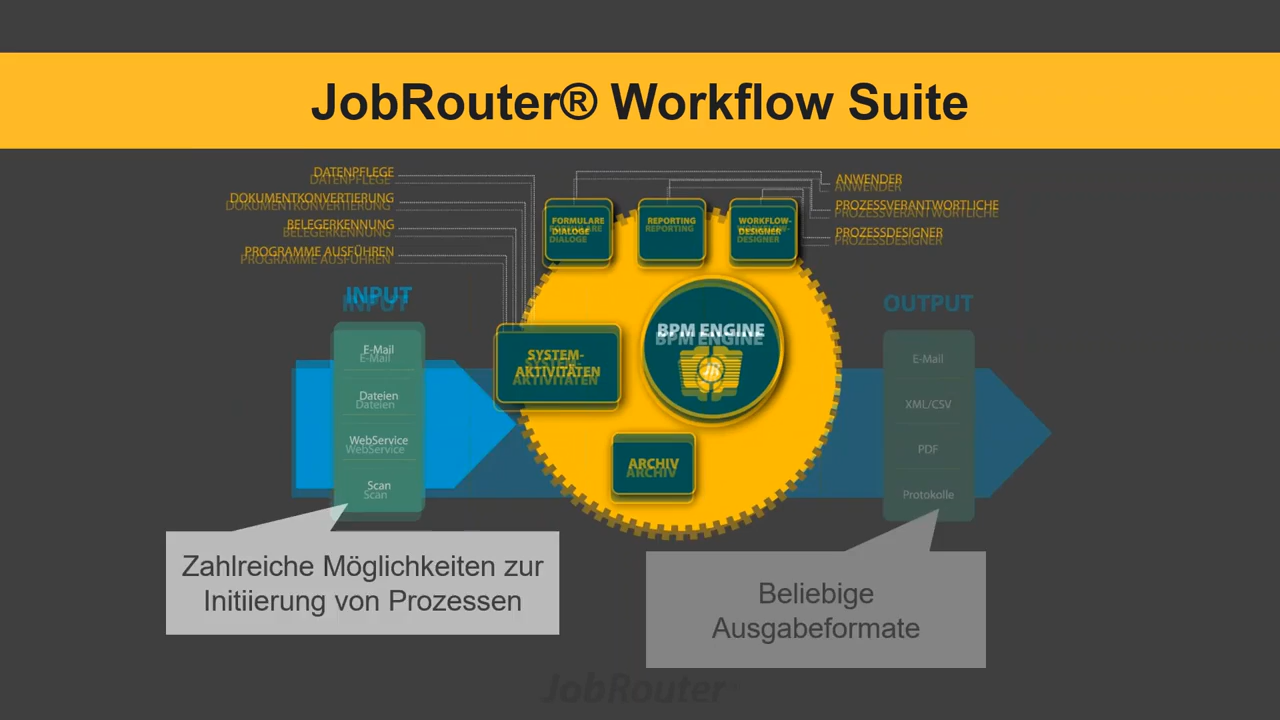 JobRouter® Workflow Suite
DATENPFLEGE
DOKUMENTKONVERTIERUNG
BELEGERKENNUNG
PROGRAMME AUSFÜHREN
FORMULARE
DIALOGE
REPORTING
WORKFLOW-
DESIGNER
ANWENDER
PROZESSVERANTWORTLICHE
PROZESSDESIGNER
INPUT
E-Mail
Dateien
WebService
Scan
SYSTEM-
AKTIVITÄTEN
BPM ENGINE
JR
ARCHIV
OUTPUT
E-Mail
XML/CSV
PDF
Protokolle
Zahlreiche Möglichkeiten zur
Initiierung von Prozessen
Beliebige
Ausgabeformate
JobRouter